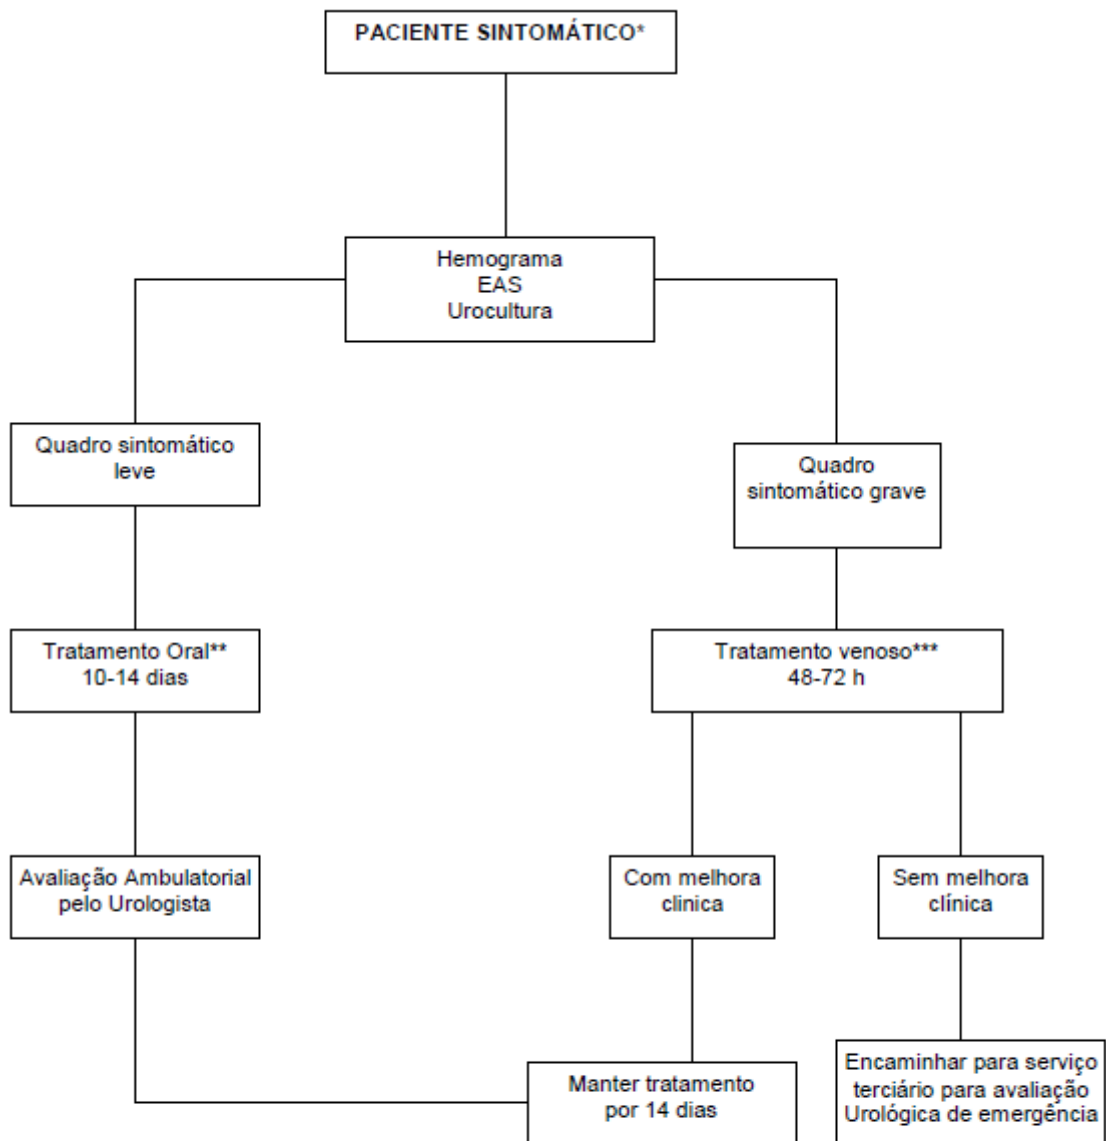 PACIENTE SINTOMÁTICO*
Hemograma
EAS
Urocultura
Quadro sintomático
leve
Quadro
sintomático grave
Tratamento Oral**
10-14 dias
Tratamento venoso***
48-72 h
Avaliação Ambulatorial
pelo Urologista
Com melhora
clinica
Sem melhora
clínica
Manter tratamento
por 14 dias
Encaminhar para serviço
terciário para avaliação
Urológica de emergência